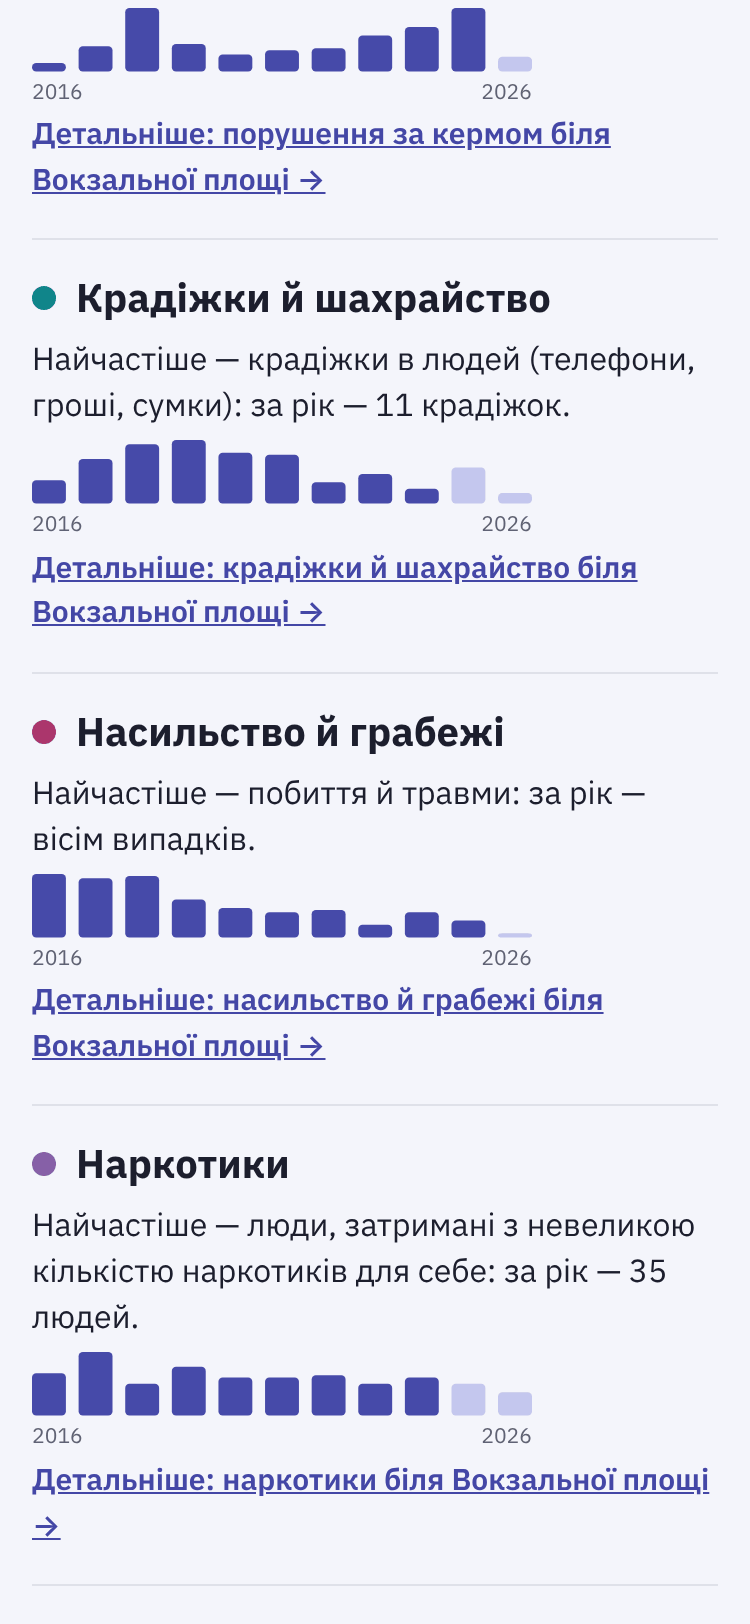 2016 2026
Детальніше: порушення за кермом біля
Вокзальної площі →
Крадіжки й шахрайство
Найчастіше — крадіжки в людей (телефони,
гроші, сумки): за рік — 11 крадіжок.
2016 2026
Детальніше: крадіжки й шахрайство біля
Вокзальної площі →
Насильство й грабежі
Найчастіше — побиття й травми: за рік —
вісім випадків.
2016 2026
Детальніше: насильство й грабежі біля
Вокзальної площі →
Наркотики
Найчастіше — люди, затримані з невеликою
кількістю наркотиків для себе: за рік — 35
людей.
2016 2026
Детальніше: наркотики біля Вокзальної площі
→